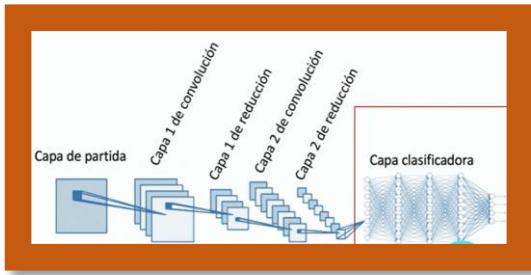 Capa de partida
Capa 1 de convolución
Capa 1 de reducción
Capa 2 de convolución
Capa 2 de reducción
Capa clasificadora